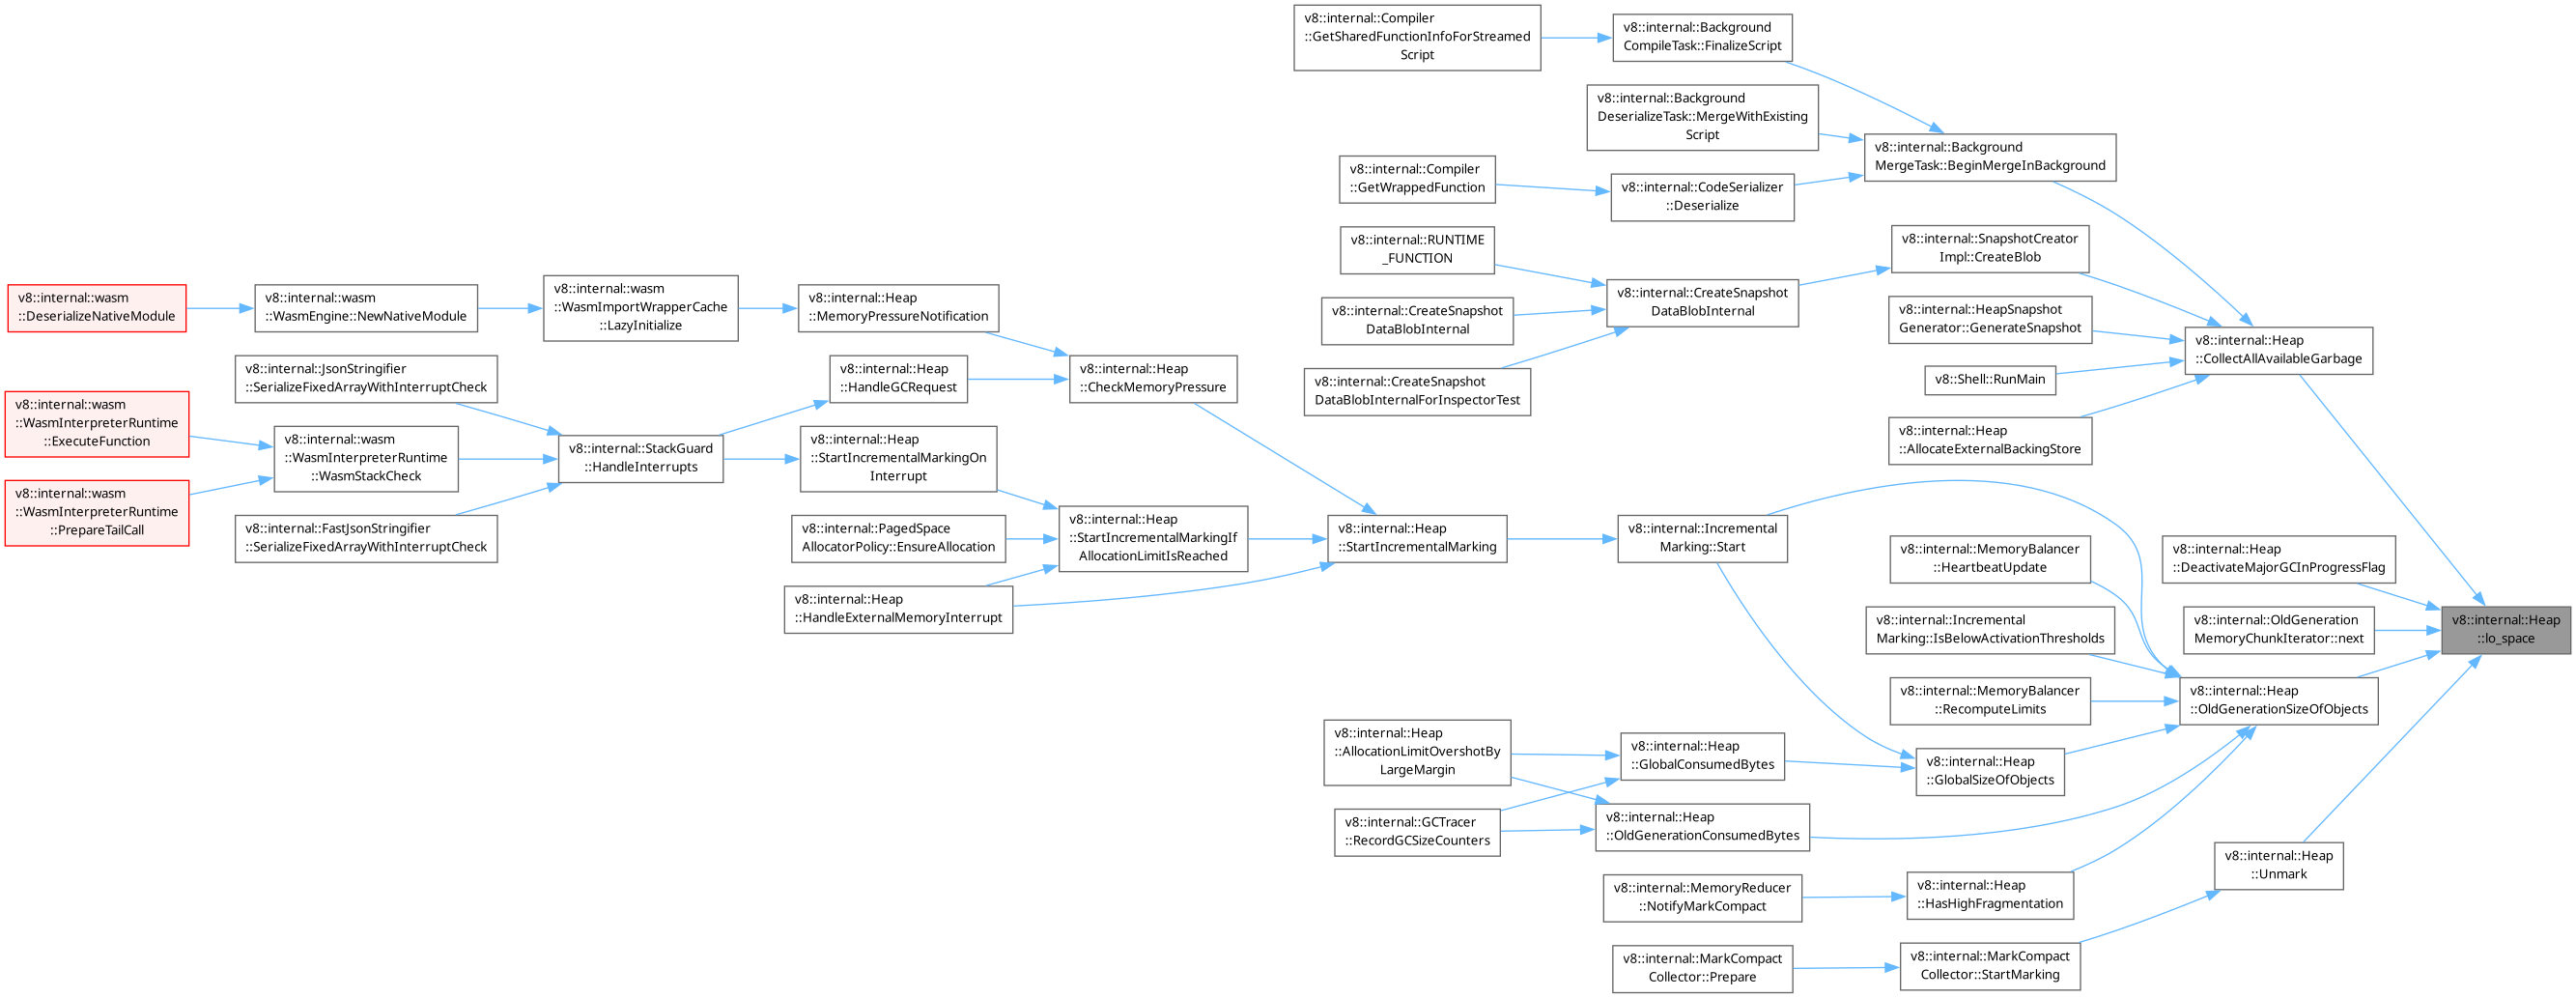 v8::internal::Compiler
::GetSharedFunctionInfoForStreamed
Script
v8::internal::Background
CompileTask::FinalizeScript
v8::internal::Background
DeserializeTask::MergeWithExisting
Script
v8::internal::Background
MergeTask::BeginMergeInBackground
v8::internal::Compiler
::GetWrappedFunction
v8::internal::CodeSerializer
::Deserialize
v8::internal::RUNTIME
_FUNCTION
v8::internal::SnapshotCreator
Impl::CreateBlob
v8::internal::wasm
::DeserializeNativeModule
v8::internal::wasm
::WasmEngine::NewNativeModule
v8::internal::wasm
::WasmImportWrapperCache
::LazyInitialize
v8::internal::Heap
::MemoryPressureNotification
v8::internal::CreateSnapshot
DataBlobInternal
v8::internal::CreateSnapshot
DataBlobInternal
v8::internal::HeapSnapshot
Generator::GenerateSnapshot
v8::internal::Heap
::CollectAllAvailableGarbage
v8::internal::JsonStringifier
::SerializeFixedArrayWithInterruptCheck
v8::internal::Heap
::HandleGCRequest
v8::internal::Heap
::CheckMemoryPressure
v8::internal::CreateSnapshot
DataBlobInternalForInspectorTest
v8::Shell::RunMain
v8::internal::wasm
::WasmInterpreterRuntime
::ExecuteFunction
v8::internal::wasm
::WasmInterpreterRuntime
::WasmStackCheck
v8::internal::StackGuard
::HandleInterrupts
v8::internal::Heap
::StartIncrementalMarkingOn
Interrupt
v8::internal::Heap
::AllocateExternalBackingStore
v8::internal::wasm
::WasmInterpreterRuntime
::PrepareTailCall
v8::internal::FastJsonStringifier
::SerializeFixedArrayWithInterruptCheck
v8::internal::PagedSpace
AllocatorPolicy::EnsureAllocation
v8::internal::Heap
::StartIncrementalMarkingIf
AllocationLimitIsReached
v8::internal::Heap
::StartIncrementalMarking
v8::internal::Incremental
Marking::Start
v8::internal::MemoryBalancer
::HeartbeatUpdate
v8::internal::Heap
::DeactivateMajorGCInProgressFlag
v8::internal::Heap
::HandleExternalMemoryInterrupt
v8::internal::Incremental
Marking::IsBelowActivationThresholds
v8::internal::OldGeneration
MemoryChunkIterator::next
v8::internal::Heap
::lo_space
v8::internal::MemoryBalancer
::RecomputeLimits
v8::internal::Heap
::OldGenerationSizeOfObjects
v8::internal::Heap
::AllocationLimitOvershotBy
LargeMargin
v8::internal::Heap
::GlobalConsumedBytes
v8::internal::Heap
::GlobalSizeOfObjects
v8::internal::GCTracer
::RecordGCSizeCounters
v8::internal::Heap
::OldGenerationConsumedBytes
v8::internal::Heap
::Unmark
v8::internal::MemoryReducer
::NotifyMarkCompact
v8::internal::Heap
::HasHighFragmentation
v8::internal::MarkCompact
Collector::Prepare
v8::internal::MarkCompact
Collector::StartMarking